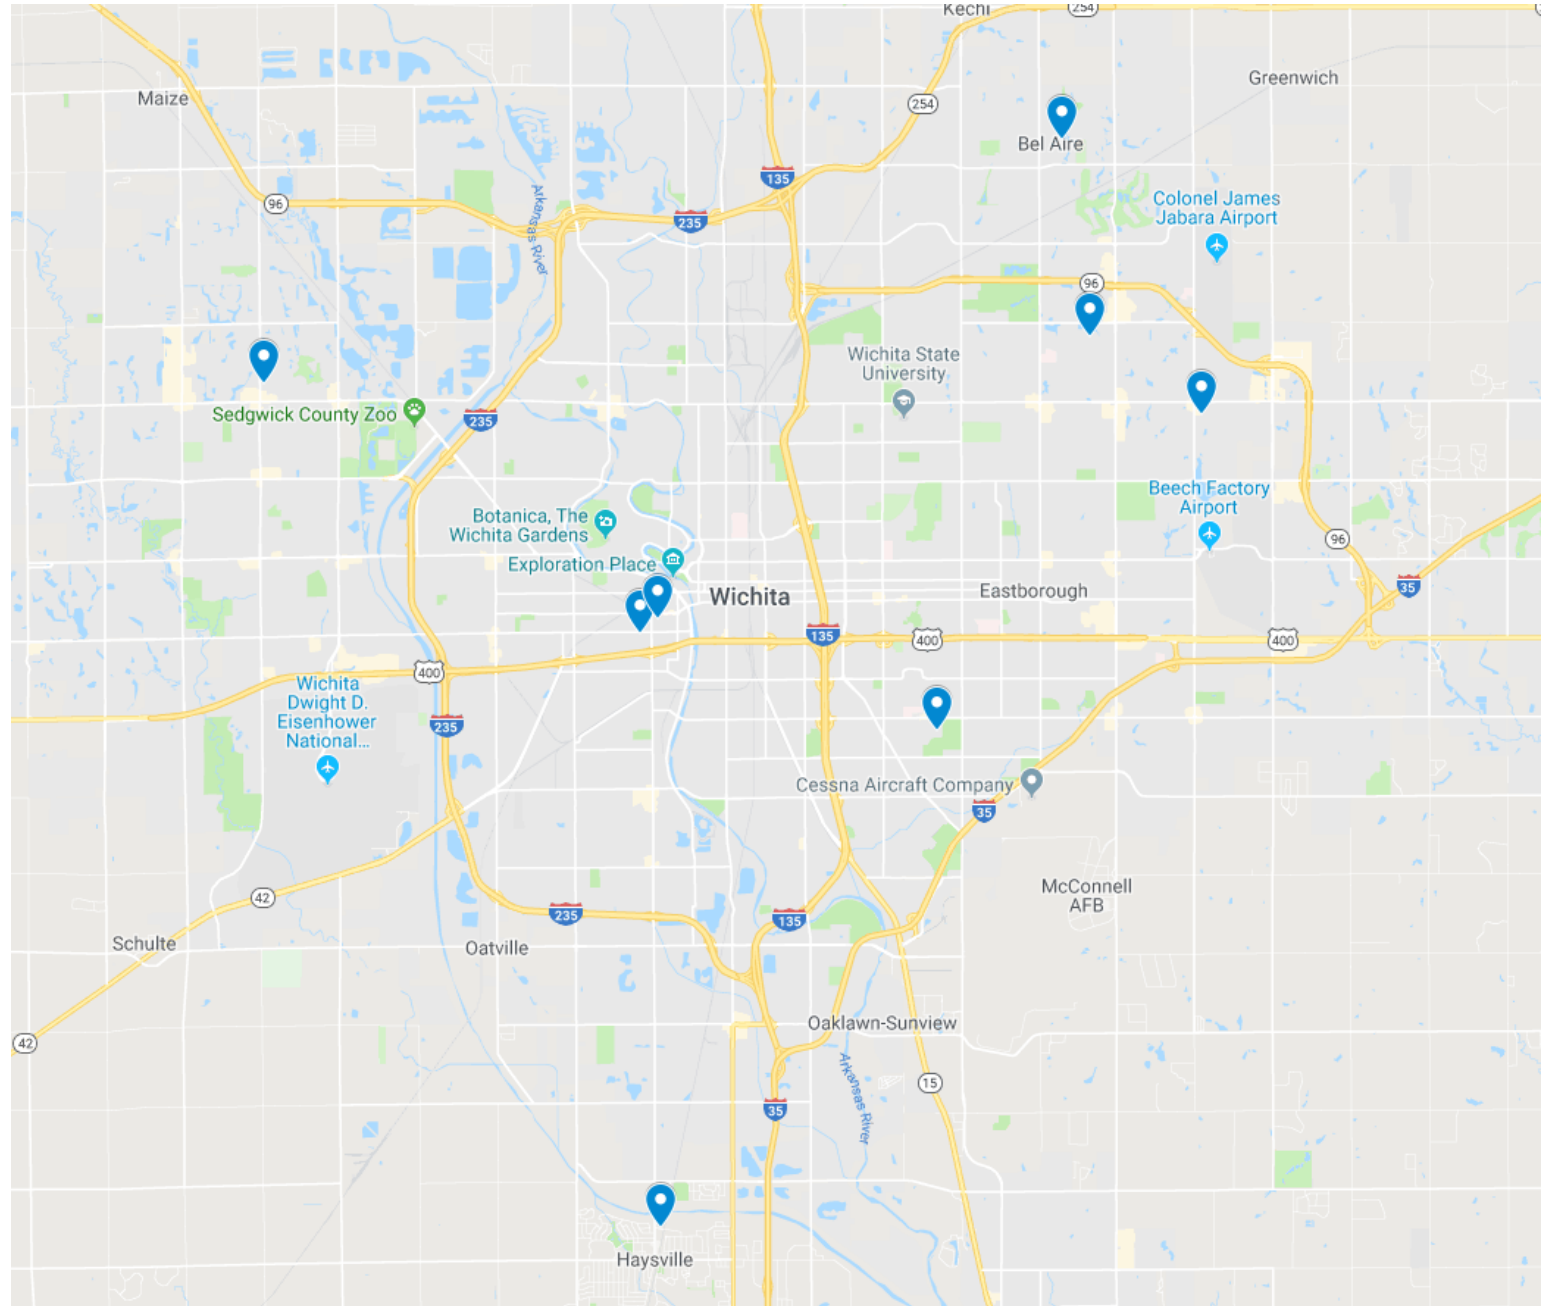 Kechi
254
Greenwich
Maize
254
Bel Aire
135
Colonel James
Jabara Airport
96
Arkansas River
235
96
Wichita State
University
Sedgwick County Zoo
235
Beech Factory
Airport
Botanica, The
Wichita Gardens
96
Exploration Place
35
Wichita
Eastborough
135
400
400
400
Wichita
Dwight D.
Eisenhower
National...
235
Cessna Aircraft Company
35
McConnell
AFB
42
235
135
Schulte
Oatville
Oaklawn-Sunview
42
15
Arkansas River
35
Haysville